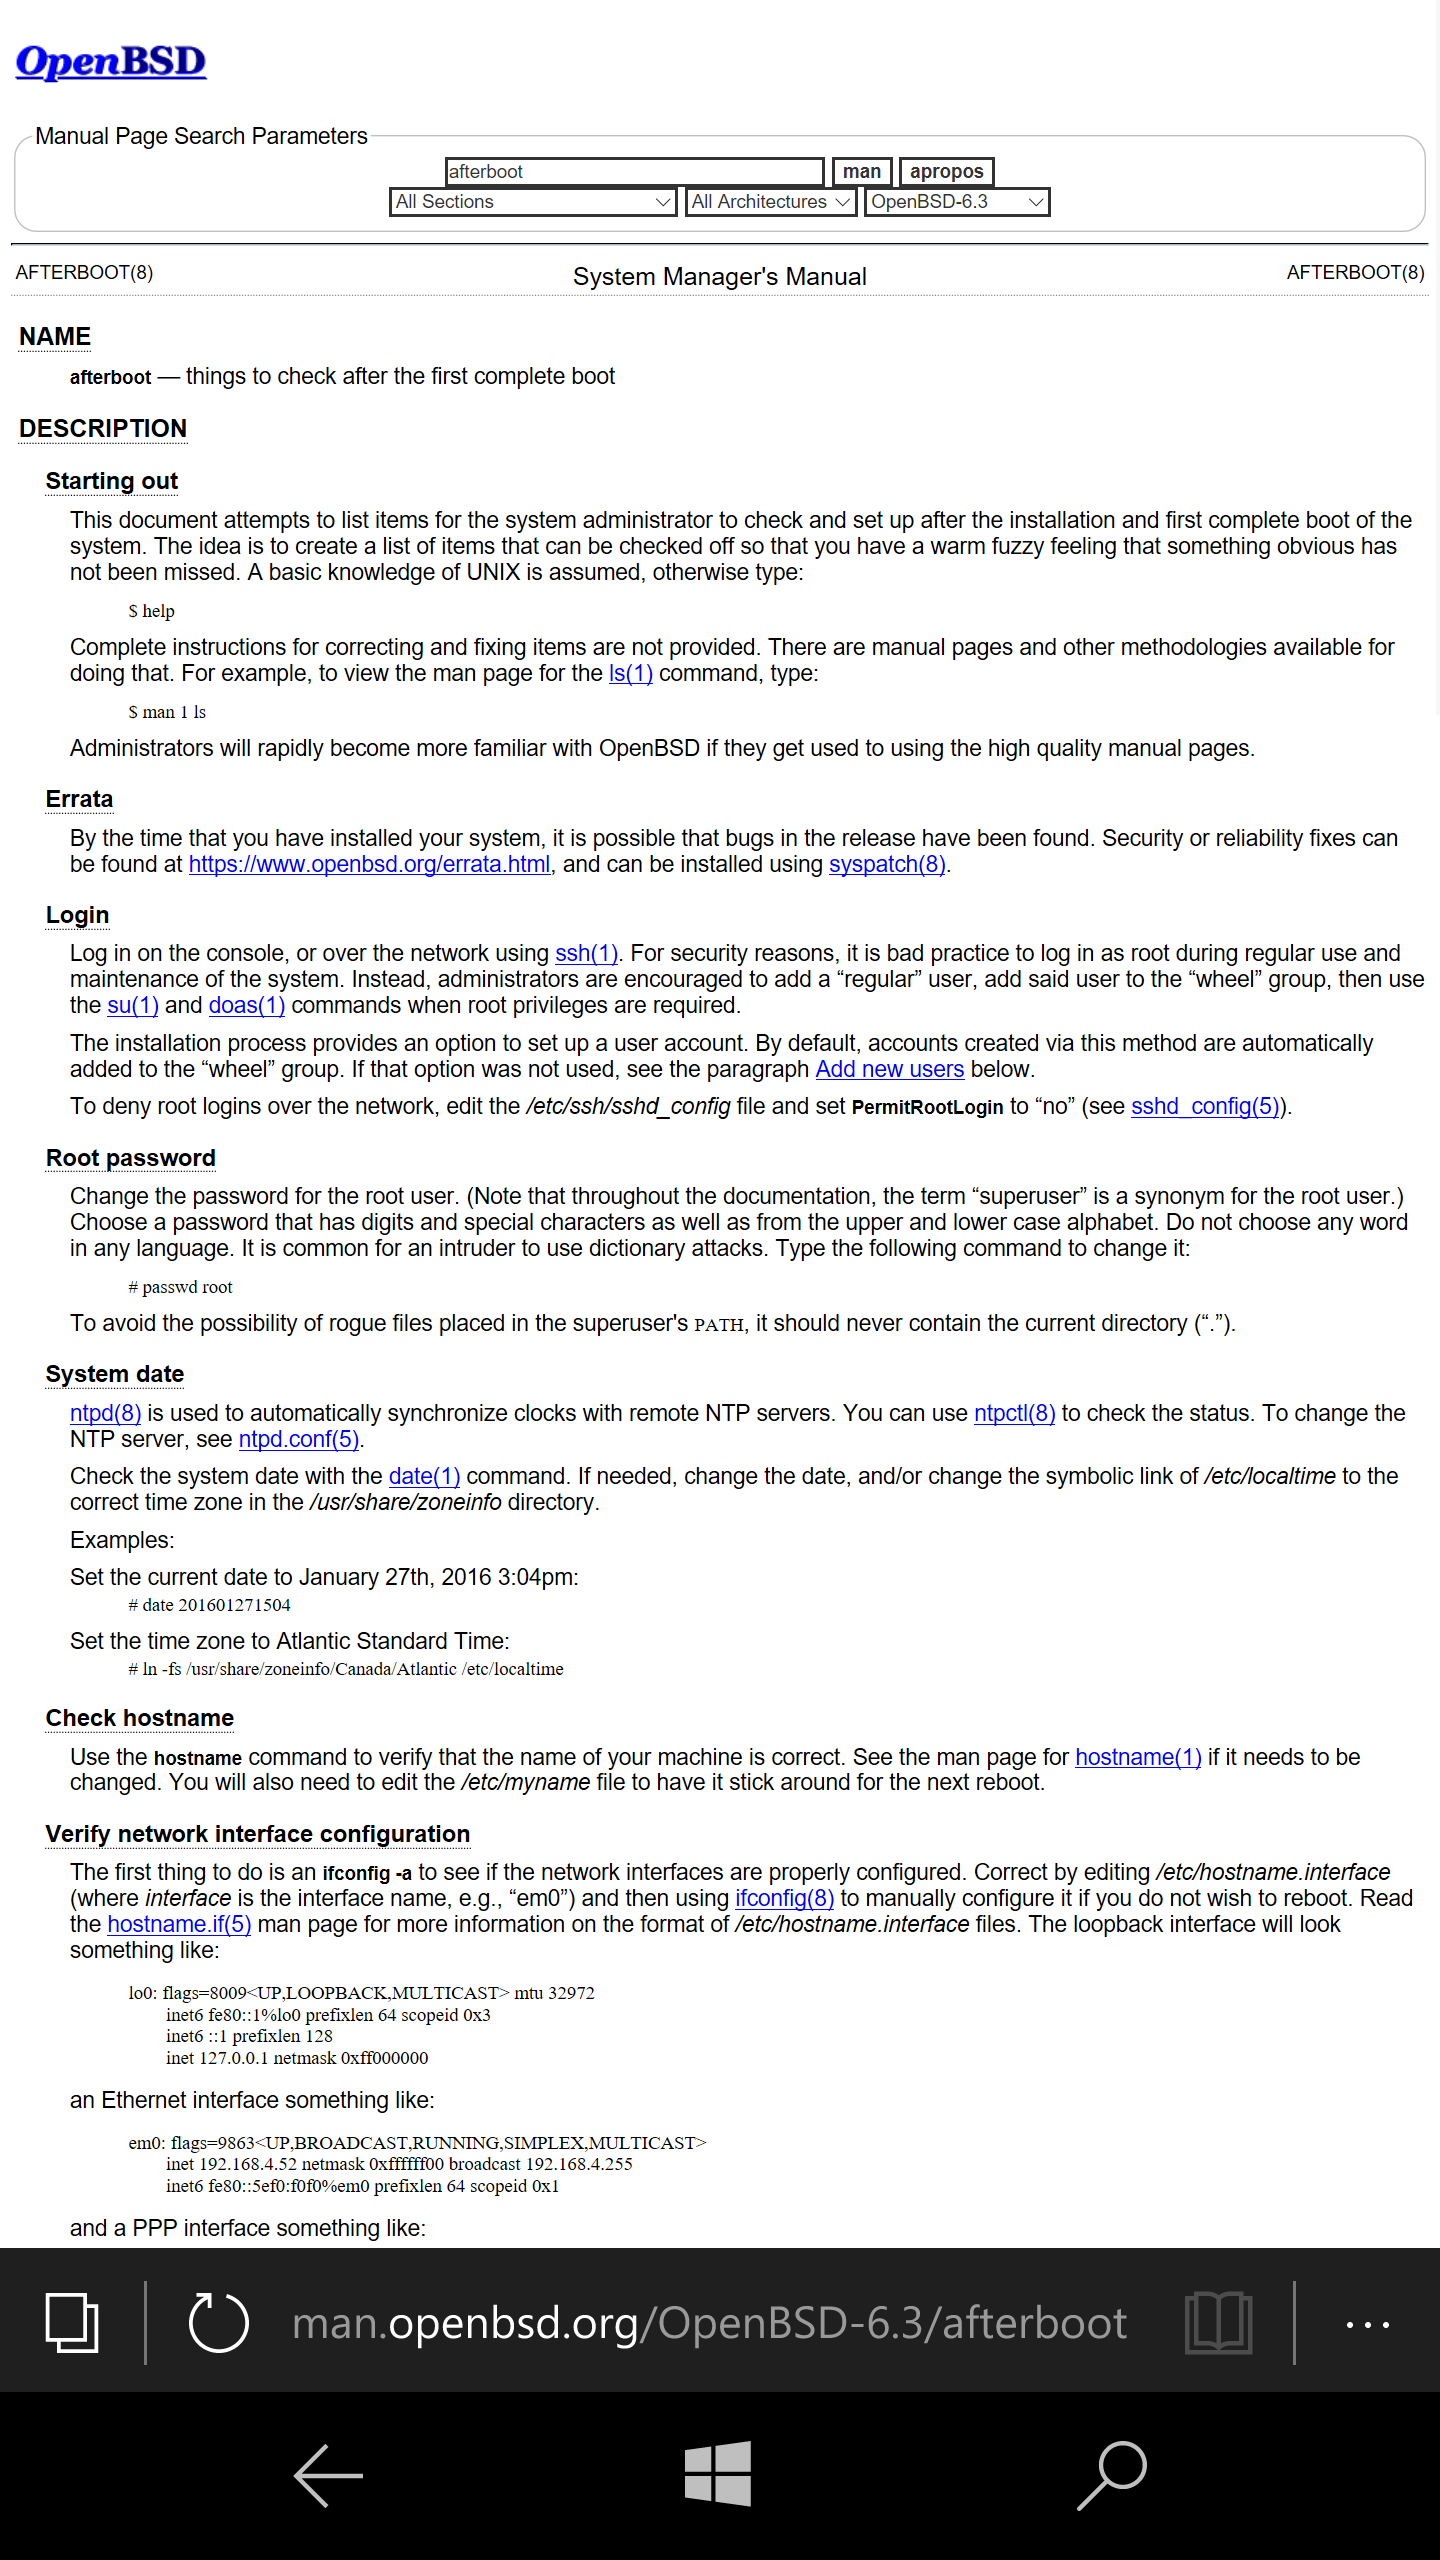 OpenBSD
Manual Page Search Parameters
afterboot man apropos
All Sections All Architectures OpenBSD-6.3
AFTERBOOT(8) System Manager's Manual AFTERBOOT(8)
NAME
afterboot — things to check after the first complete boot
DESCRIPTION
Starting out
This document attempts to list items for the system administrator to check and set up after the installation and first complete boot of the
system. The idea is to create a list of items that can be checked off so that you have a warm fuzzy feeling that something obvious has
not been missed. A basic knowledge of UNIX is assumed, otherwise type:
$ help
Complete instructions for correcting and fixing items are not provided. There are manual pages and other methodologies available for
doing that. For example, to view the man page for the ls(1) command, type:
$ man 1 ls
Administrators will rapidly become more familiar with OpenBSD if they get used to using the high quality manual pages.
Errata
By the time that you have installed your system, it is possible that bugs in the release have been found. Security or reliability fixes can
be found at https://www.openbsd.org/errata.html, and can be installed using syspatch(8).
Login
Log in on the console, or over the network using ssh(1). For security reasons, it is bad practice to log in as root during regular use and
maintenance of the system. Instead, administrators are encouraged to add a “regular” user, add said user to the “wheel” group, then use
the su(1) and doas(1) commands when root privileges are required.
The installation process provides an option to set up a user account. By default, accounts created via this method are automatically
added to the “wheel” group. If that option was not used, see the paragraph Add new users below.
To deny root logins over the network, edit the /etc/ssh/sshd_config file and set PermitRootLogin to “no” (see sshd_config(5)).
Root password
Change the password for the root user. (Note that throughout the documentation, the term “superuser” is a synonym for the root user.)
Choose a password that has digits and special characters as well as from the upper and lower case alphabet. Do not choose any word
in any language. It is common for an intruder to use dictionary attacks. Type the following command to change it:
# passwd root
To avoid the possibility of rogue files placed in the superuser's PATH, it should never contain the current directory (“.”).
System date
ntpd(8) is used to automatically synchronize clocks with remote NTP servers. You can use ntpctl(8) to check the status. To change the
NTP server, see ntpd.conf(5).
Check the system date with the date(1) command. If needed, change the date, and/or change the symbolic link of /etc/localtime to the
correct time zone in the /usr/share/zoneinfo directory.
Examples:
Set the current date to January 27th, 2016 3:04pm:
# date 201601271504
Set the time zone to Atlantic Standard Time:
# ln -fs /usr/share/zoneinfo/Canada/Atlantic /etc/localtime
Check hostname
Use the hostname command to verify that the name of your machine is correct. See the man page for hostname(1) if it needs to be
changed. You will also need to edit the /etc/myname file to have it stick around for the next reboot.
Verify network interface configuration
The first thing to do is an ifconfig -a to see if the network interfaces are properly configured. Correct by editing /etc/hostname.interface
(where interface is the interface name, e.g., “em0”) and then using ifconfig(8) to manually configure it if you do not wish to reboot. Read
the hostname.if(5) man page for more information on the format of /etc/hostname.interface files. The loopback interface will look
something like:
lo0: flags=8009<UP,LOOPBACK,MULTICAST> mtu 32972
inet6 fe80::1%lo0 prefixlen 64 scopeid 0x3
inet6 ::1 prefixlen 128
inet 127.0.0.1 netmask 0xff000000
an Ethernet interface something like:
em0: flags=9863<UP,BROADCAST,RUNNING,SIMPLEX,MULTICAST>
inet 192.168.4.52 netmask 0xffffff00 broadcast 192.168.4.255
inet6 fe80::5ef0:f0f0%em0 prefixlen 64 scopeid 0x1
and a PPP interface something like:
man.openbsd.org/OpenBSD-6.3/afterboot